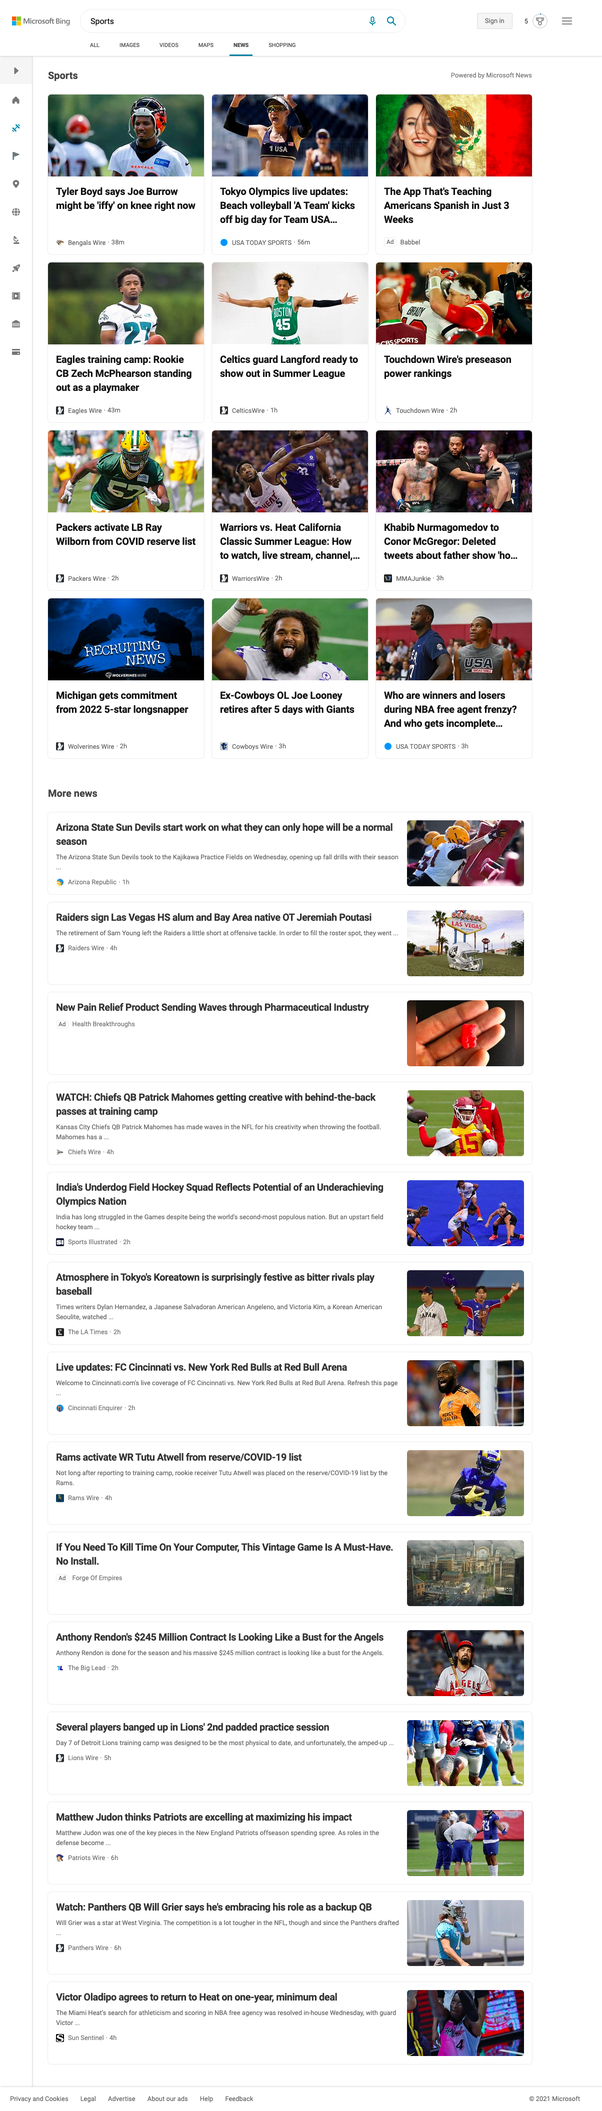 Microsoft Bing
Sports
Sign in
5
ALL IMAGES VIDEOS MAPS NEWS SHOPPING
Sports
Powered by Microsoft News
BENGALS
USA
Tyler Boyd says Joe Burrow
might be 'iffy' on knee right now
Bengals Wire · 38m
Tokyo Olympics live updates:
Beach volleyball 'A Team' kicks
off big day for Team USA...
USA TODAY SPORTS · 56m
The App That's Teaching
Americans Spanish in Just 3
Weeks
Ad Babbel
27
BOSTON
45
BRADY
CBS SPORTS
Eagles training camp: Rookie
CB Zech McPhearson standing
out as a playmaker
Eagles Wire · 43m
Celtics guard Langford ready to
show out in Summer League
CelticsWire · 1h
Touchdown Wire's preseason
power rankings
Touchdown Wire · 2h
57
HEAT
5
Packers activate LB Ray
Wilborn from COVID reserve list
Packers Wire · 2h
Warriors vs. Heat California
Classic Summer League: How
to watch, live stream, channel,...
WarriorsWire · 2h
Khabib Nurmagomedov to
Conor McGregor: Deleted
tweets about father show 'ho...
MMAJunkie · 3h
RECRUITING
NEWS
WOLVERINES WIRE
USA
Michigan gets commitment
from 2022 5-star longsnapper
Wolverines Wire · 2h
Ex-Cowboys OL Joe Looney
retires after 5 days with Giants
Cowboys Wire · 3h
Who are winners and losers
during NBA free agent frenzy?
And who gets incomplete...
USA TODAY SPORTS · 3h
More news
Arizona State Sun Devils start work on what they can only hope will be a normal
season
The Arizona State Sun Devils took to the Kajikawa Practice Fields on Wednesday, opening up fall drills with their season
...
Arizona Republic · 1h
Raiders sign Las Vegas HS alum and Bay Area native OT Jeremiah Poutasi
The retirement of Sam Young left the Raiders a little short at offensive tackle. In order to fill the roster spot, they went ...
Raiders Wire · 4h
LAS VEGAS
New Pain Relief Product Sending Waves through Pharmaceutical Industry
Ad Health Breakthroughs
WATCH: Chiefs QB Patrick Mahomes getting creative with behind-the-back
passes at training camp
Kansas City Chiefs QB Patrick Mahomes has made waves in the NFL for his creativity when throwing the football.
Mahomes has a ...
Chiefs Wire · 4h
15
India's Underdog Field Hockey Squad Reflects Potential of an Underachieving
Olympics Nation
India has long struggled in the Games despite being the world's second-most populous nation. But an upstart field
hockey team ...
Sports Illustrated · 2h
Atmosphere in Tokyo's Koreatown is surprisingly festive as bitter rivals play
baseball
Times writers Dylan Hernandez, a Japanese Salvadoran American Angeleno, and Victoria Kim, a Korean American
Seoulite, watched ...
The LA Times · 2h
JAPAN
Live updates: FC Cincinnati vs. New York Red Bulls at Red Bull Arena
Welcome to Cincinnati.com's live coverage of FC Cincinnati vs. New York Red Bulls at Red Bull Arena. Refresh this page
...
Cincinnati Enquirer · 2h
Rams activate WR Tutu Atwell from reserve/COVID-19 list
Not long after reporting to training camp, rookie receiver Tutu Atwell was placed on the reserve/COVID-19 list by the
Rams.
Rams Wire · 4h
If You Need To Kill Time On Your Computer, This Vintage Game Is A Must-Have.
No Install.
Ad Forge Of Empires
Anthony Rendon's $245 Million Contract Is Looking Like a Bust for the Angels
Anthony Rendon is done for the season and his massive $245 million contract is looking like a bust for the Angels.
The Big Lead · 2h
ANGELS
Several players banged up in Lions' 2nd padded practice session
Day 7 of Detroit Lions training camp was designed to be the most physical to date, and unfortunately, the amped-up ...
Lions Wire · 5h
Matthew Judon thinks Patriots are excelling at maximizing his impact
Matthew Judon was one of the key pieces in the New England Patriots offseason spending spree. As roles in the
defense become ...
Patriots Wire · 6h
Watch: Panthers QB Will Grier says he's embracing his role as a backup QB
Will Grier was a star at West Virginia. The competition is a lot tougher in the NFL, though and since the Panthers drafted
...
Panthers Wire · 6h
Victor Oladipo agrees to return to Heat on one-year, minimum deal
The Miami Heat's search for athleticism and scoring in NBA free agency was resolved in-house Wednesday, with guard
Victor ...
Sun Sentinel · 4h
4
Privacy and Cookies Legal Advertise About our ads Help Feedback
© 2021 Microsoft